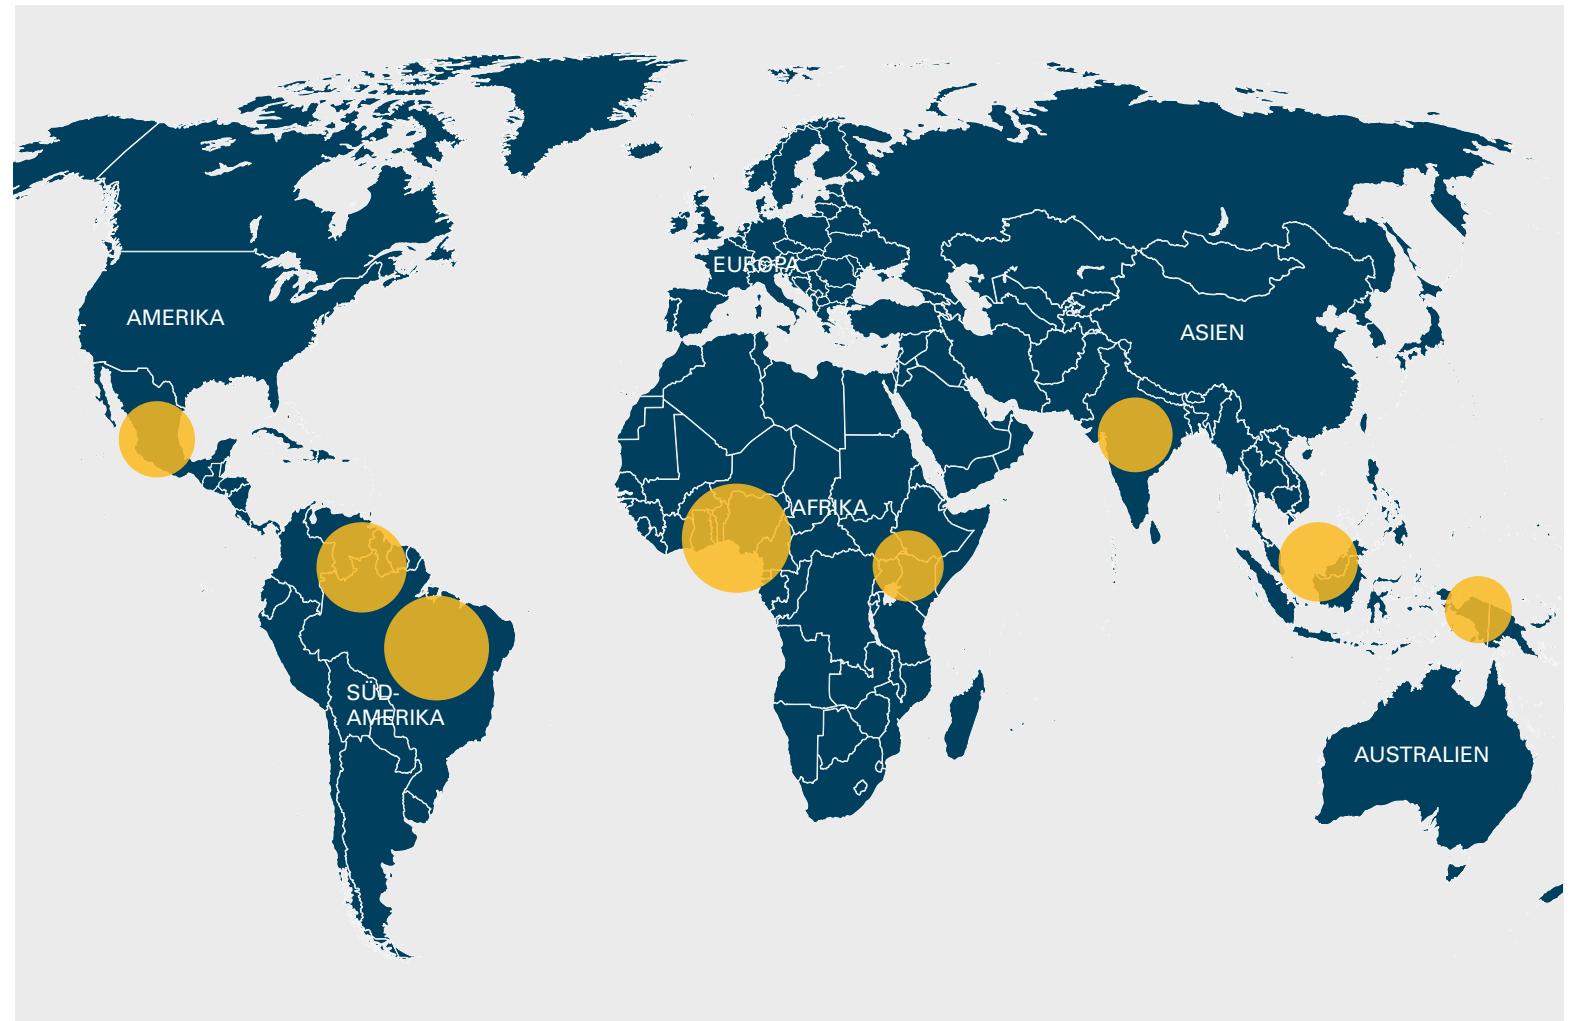 EUROPA
AMERIKA
ASIEN
AFRIKA
SÜD-
AMERIKA
AUSTRALIEN